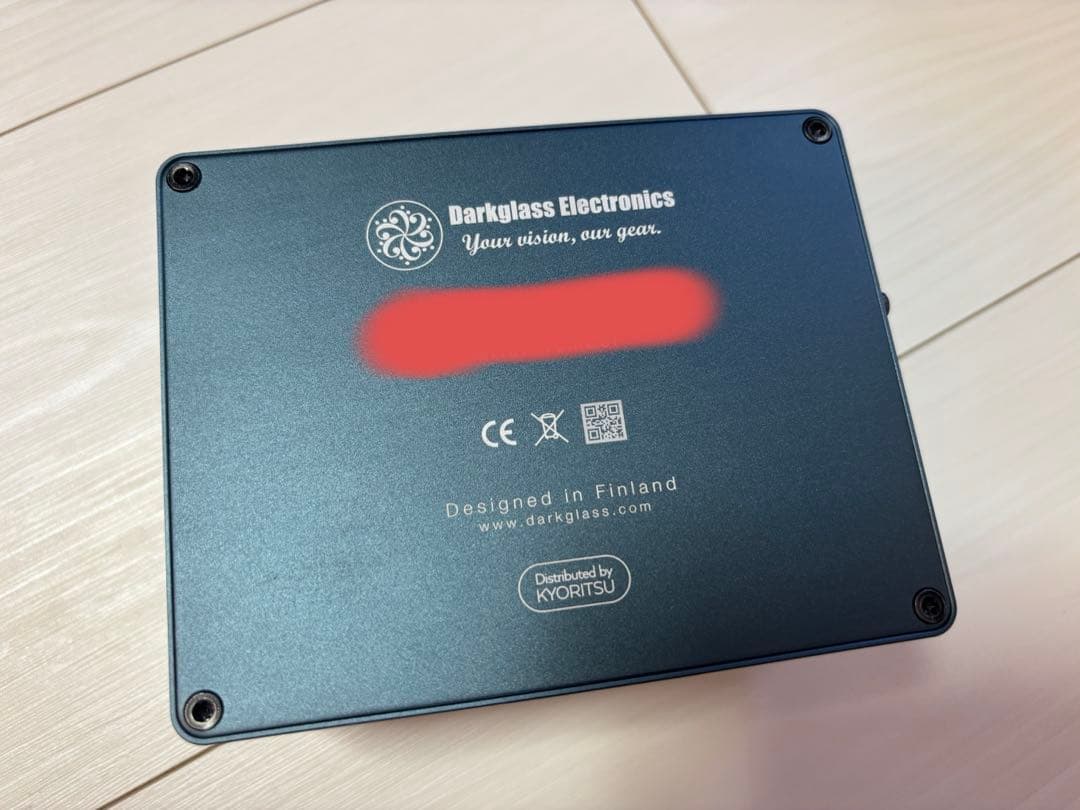 Darkglass Electronics
Your vision, our gear.
CE
Designed in Finland
www.darkglass.com
Distributed by
KYORITSU